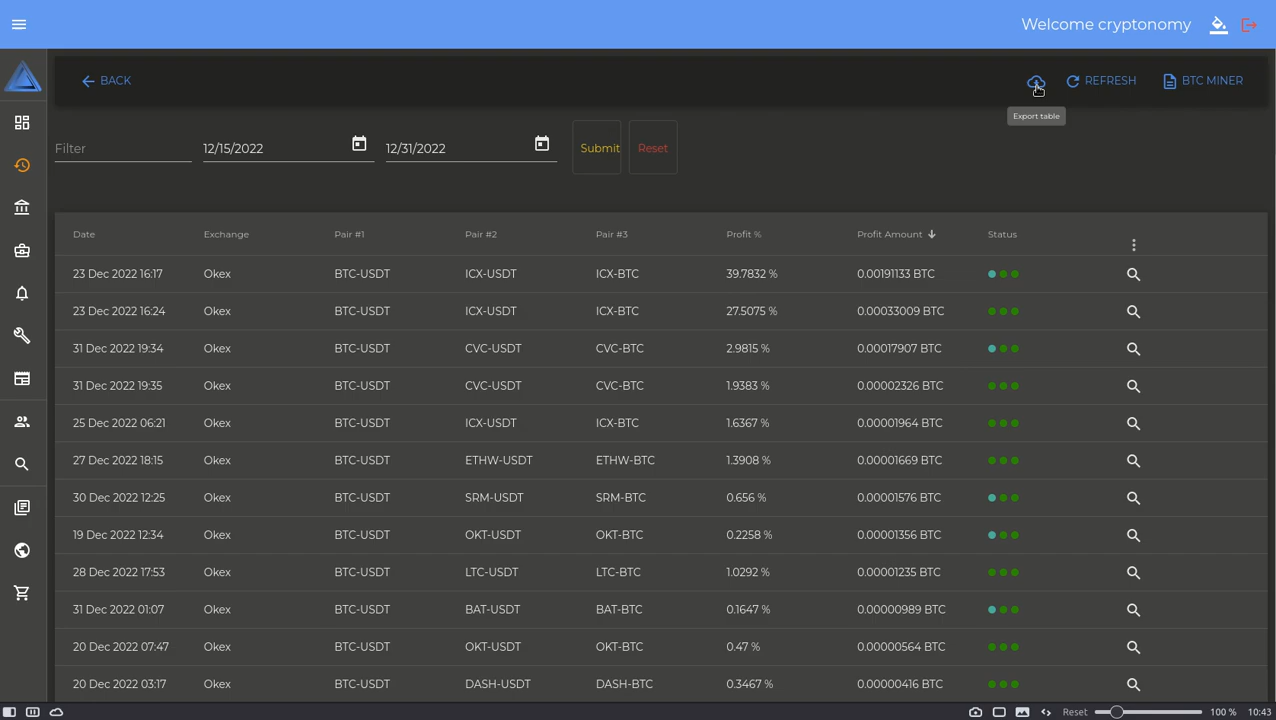 Welcome cryptonomy
BACK
REFRESH
BTC MINER
Export table
Filter 12/15/2022 12/31/2022 Submit Reset
Date Exchange Pair #1 Pair #2 Pair #3 Profit % Profit Amount Status
23 Dec 2022 16:17 Okex BTC-USDT ICX-USDT ICX-BTC 39.7832 % 0.00191133 BTC
23 Dec 2022 16:24 Okex BTC-USDT ICX-USDT ICX-BTC 27.5075 % 0.00033009 BTC
31 Dec 2022 19:34 Okex BTC-USDT CVC-USDT CVC-BTC 2.9815 % 0.00017907 BTC
31 Dec 2022 19:35 Okex BTC-USDT CVC-USDT CVC-BTC 1.9383 % 0.00002326 BTC
25 Dec 2022 06:21 Okex BTC-USDT ICX-USDT ICX-BTC 1.6367 % 0.00001964 BTC
27 Dec 2022 18:15 Okex BTC-USDT ETHW-USDT ETHW-BTC 1.3908 % 0.00001669 BTC
30 Dec 2022 12:25 Okex BTC-USDT SRM-USDT SRM-BTC 0.656 % 0.00001576 BTC
19 Dec 2022 12:34 Okex BTC-USDT OKT-USDT OKT-BTC 0.2258 % 0.00001356 BTC
28 Dec 2022 17:53 Okex BTC-USDT LTC-USDT LTC-BTC 1.0292 % 0.00001235 BTC
31 Dec 2022 01:07 Okex BTC-USDT BAT-USDT BAT-BTC 0.1647 % 0.00000989 BTC
20 Dec 2022 07:47 Okex BTC-USDT OKT-USDT OKT-BTC 0.47 % 0.00000564 BTC
20 Dec 2022 03:17 Okex BTC-USDT DASH-USDT DASH-BTC 0.3467 % 0.00000416 BTC
Reset 100 % 10:43